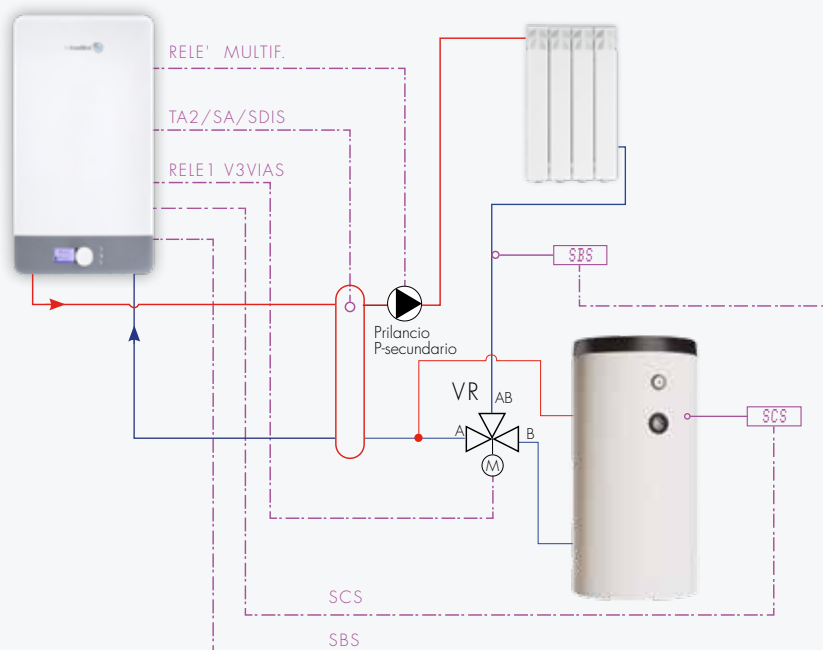 RELE' MULTIF.
TA2/SA/SDIS
RELE1 V3VIAS
SBS
Prilancio
P-secundario
VR
AB
A
B
M
SCS
SCS
SBS